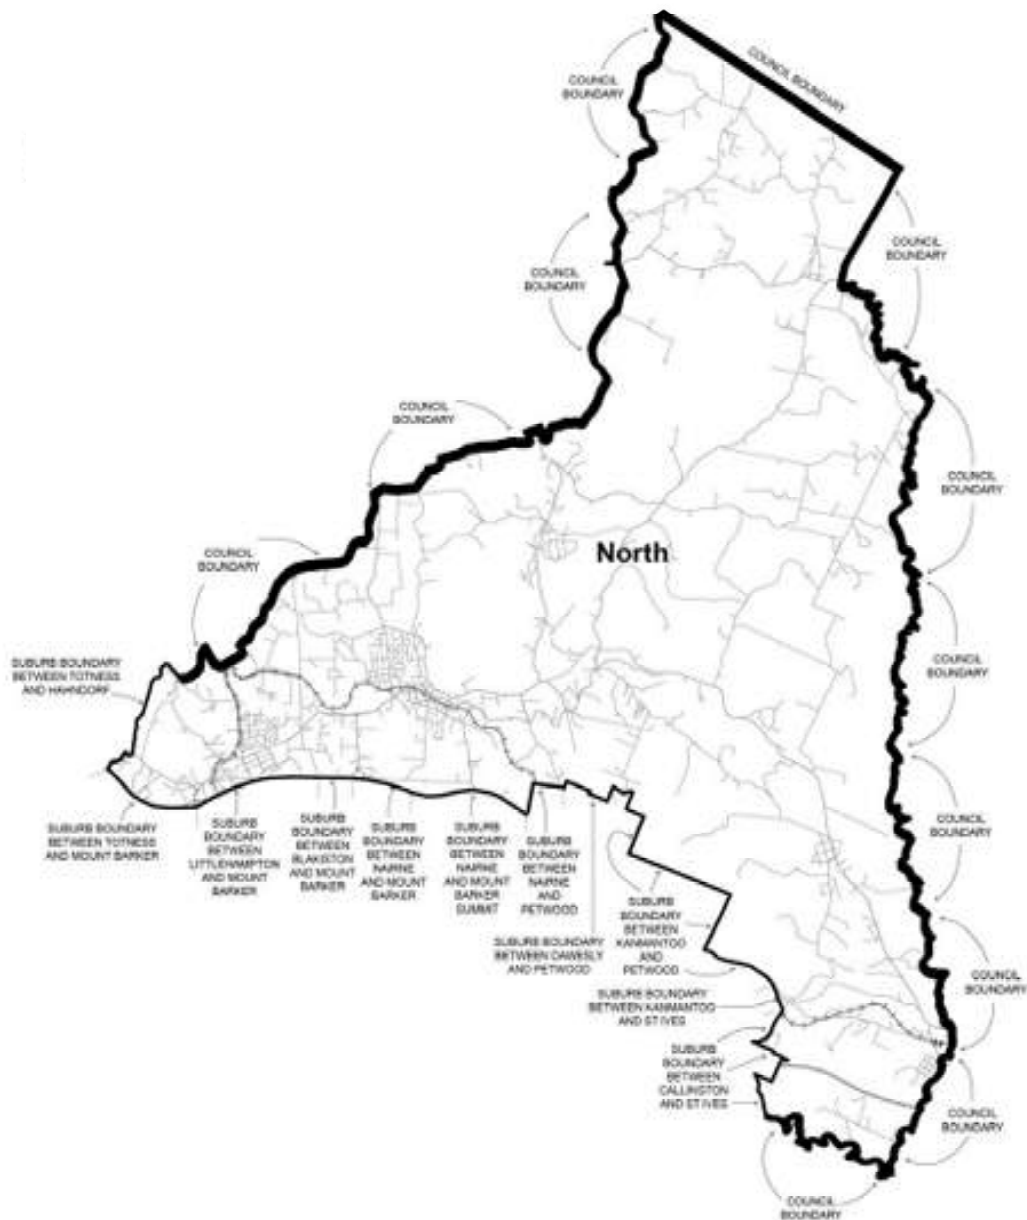 COUNCIL BOUNDARY
COUNCIL
BOUNDARY
COUNCIL
BOUNDARY
COUNCIL
BOUNDARY
COUNCIL
BOUNDARY
COUNCIL
BOUNDARY
North
COUNCIL
BOUNDARY
SUBURB BOUNDARY
BETWEEN TOTNESS
AND HAHNDORF
COUNCIL
BOUNDARY
COUNCIL
BOUNDARY
SUBURB BOUNDARY
BETWEEN TOTNESS
AND MOUNT BARKER
SUBURB
BOUNDARY
BETWEEN
LITTLEHAMPTON
AND MOUNT
BARKER
SUBURB
BOUNDARY
BETWEEN
BLAKISTON
AND MOUNT
BARKER
SUBURB
BOUNDARY
BETWEEN
NAIRNE
AND MOUNT
BARKER
SUBURB
BOUNDARY
BETWEEN
NAIRNE
AND MOUNT
BARKER
SUMMIT
SUBURB
BOUNDARY
BETWEEN
NAIRNE
AND
PETWOOD
SUBURB BOUNDARY
BETWEEN DAWESLY
AND PETWOOD
SUBURB
BOUNDARY
BETWEEN
KANMANTOO
AND
PETWOOD
COUNCIL
BOUNDARY
SUBURB BOUNDARY
BETWEEN KANMANTOO
AND ST IVES
SUBURB
BOUNDARY
BETWEEN
CALLINGTON
AND ST IVES
COUNCIL
BOUNDARY
COUNCIL
BOUNDARY